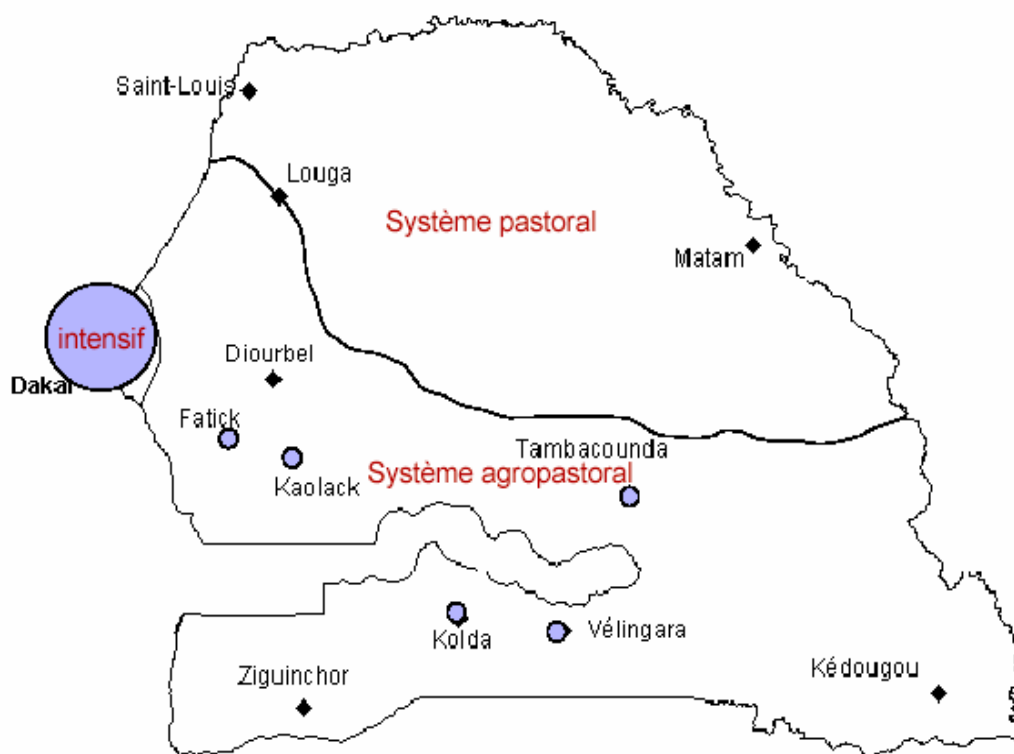 Saint-Louis
Louga
Système pastoral
Matam
intensif
Diourbel
Dakar
Fatick
Tambacounda
Système agropastoral
Kaolack
Kolda
Vélingara
Ziguinchor
Kédougou